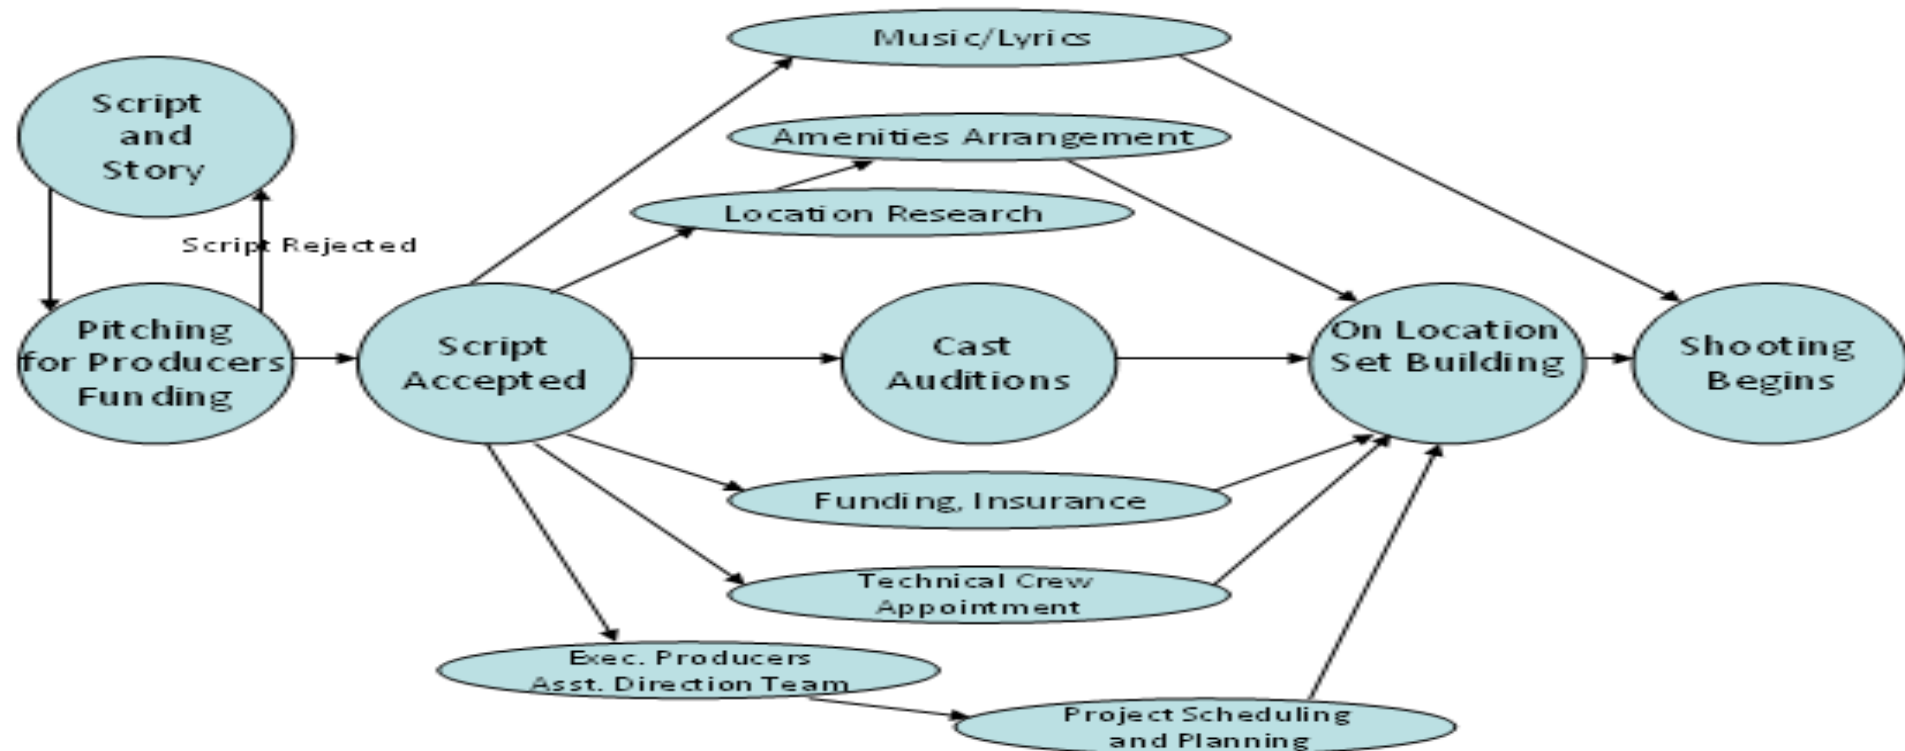 Music/Lyrics
Script
and
Story
Amenities Arrangement
Location Research
Script Rejected
Pitching
for Producers
Funding
Script
Accepted
Cast
Auditions
On Location
Set Building
Shooting
Begins
Funding, Insurance
Technical Crew
Appointment
Exec. Producers
Asst. Direction Team
Project Scheduling
and Planning